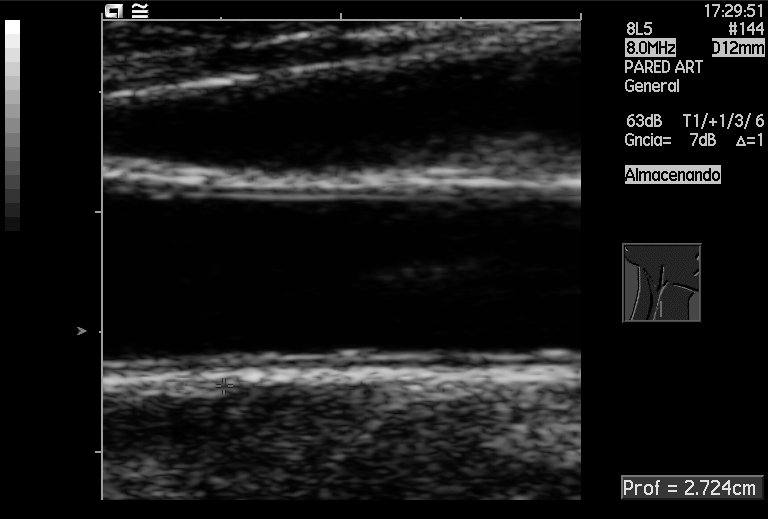 17:29:51
8L5 #144
8.0MHz D12mm
PARED ART
General
63dB T1/+1/3/ 6
Gncia= 7dB Δ=1
Almacenando
Prof = 2.724cm